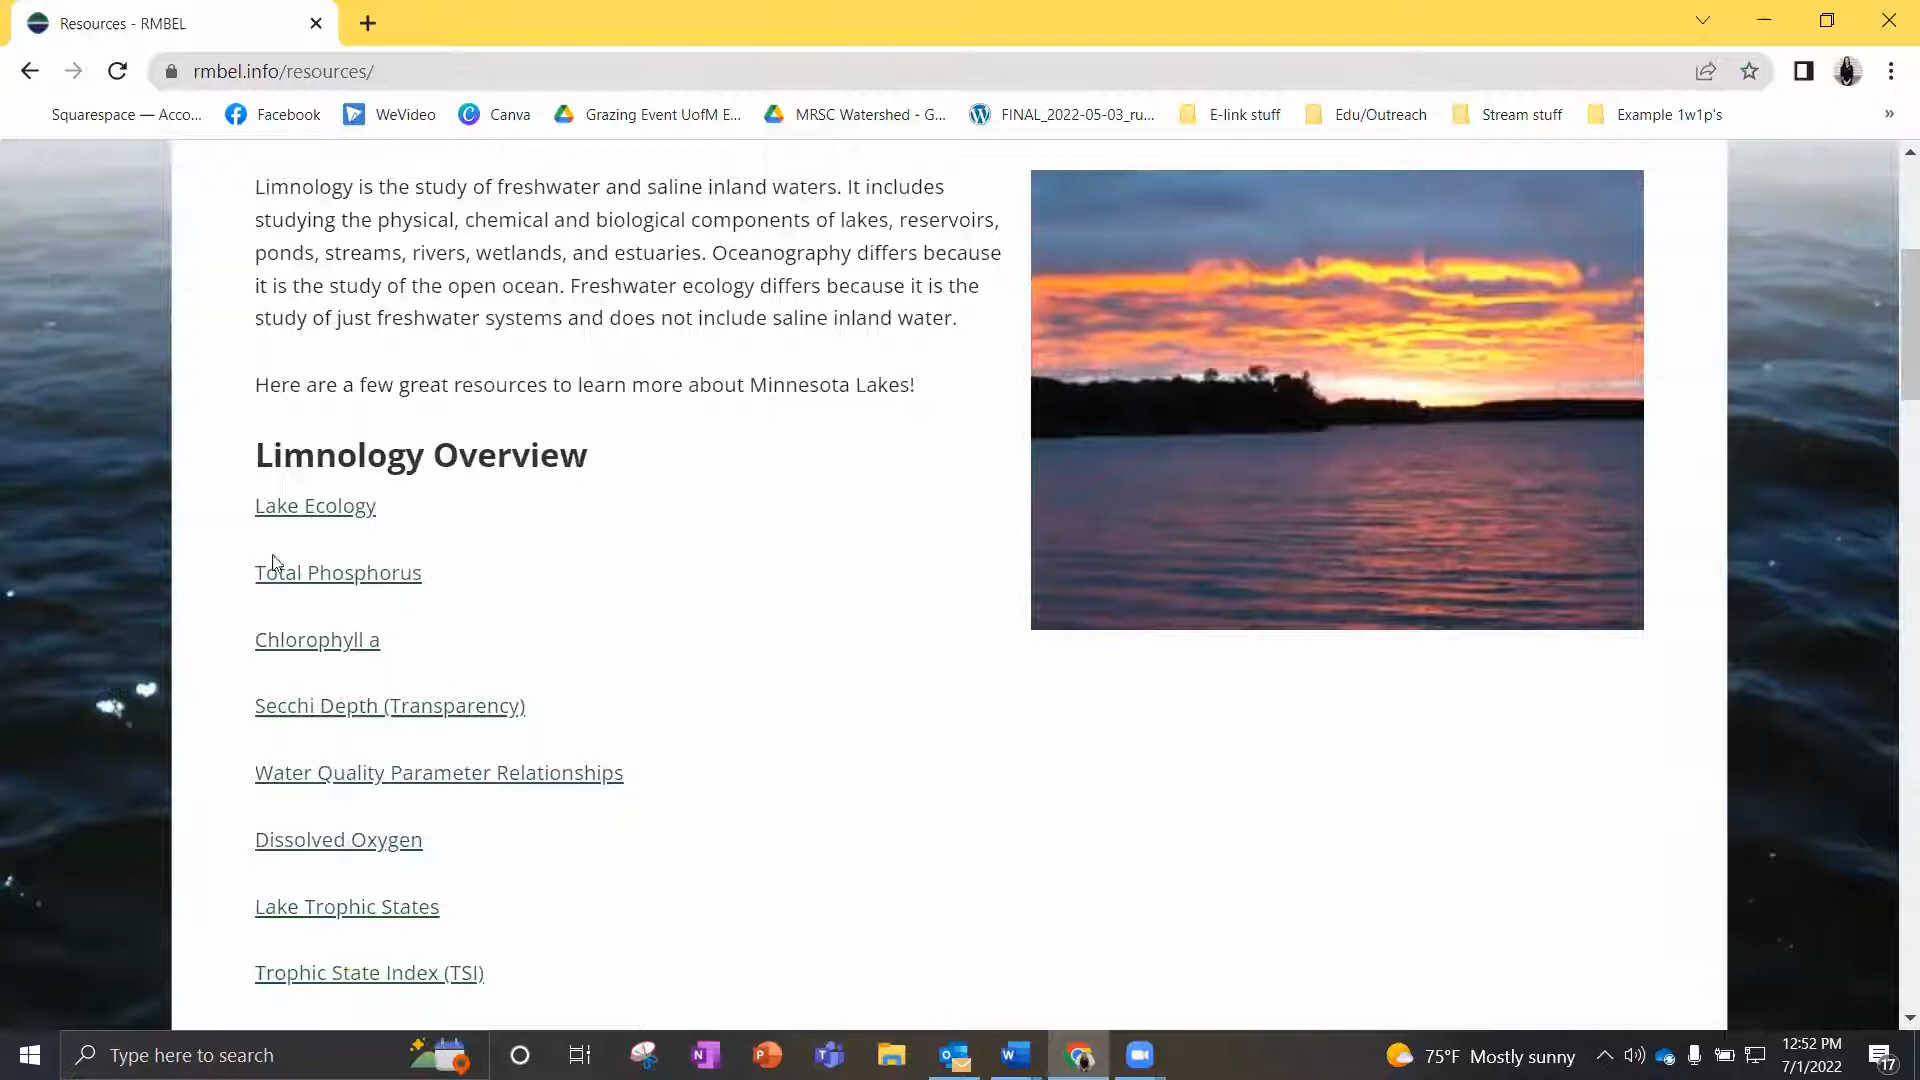 Resources - RMBEL
rmbel.info/resources/
Squarespace — Acco...
Facebook
WeVideo
Canva
Grazing Event UofM E...
MRSC Watershed - G...
FINAL_2022-05-03_ru...
E-link stuff
Edu/Outreach
Stream stuff
Example 1w1p's
»
Limnology is the study of freshwater and saline inland waters. It includes
studying the physical, chemical and biological components of lakes, reservoirs,
ponds, streams, rivers, wetlands, and estuaries. Oceanography differs because
it is the study of the open ocean. Freshwater ecology differs because it is the
study of just freshwater systems and does not include saline inland water.
Here are a few great resources to learn more about Minnesota Lakes!
Limnology Overview
Lake Ecology
Total Phosphorus
Chlorophyll a
Secchi Depth (Transparency)
Water Quality Parameter Relationships
Dissolved Oxygen
Lake Trophic States
Trophic State Index (TSI)
Type here to search
75°F Mostly sunny
12:52 PM
7/1/2022
17